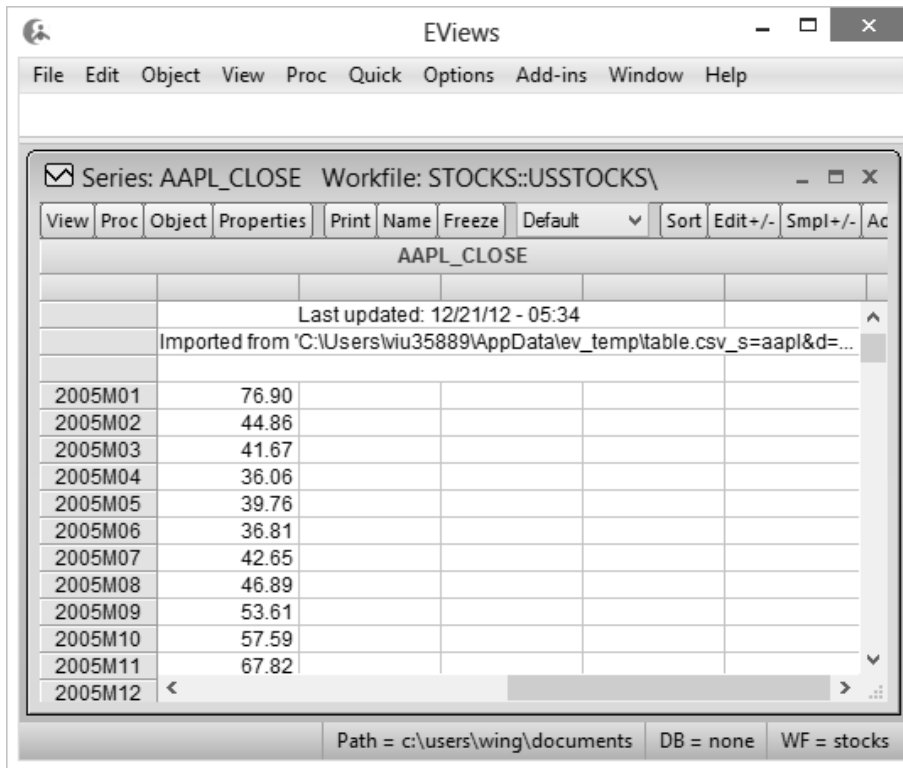 EViews
File Edit Object View Proc Quick Options Add-ins Window Help
Series: AAPL_CLOSE Workfile: STOCKS::USSTOCKS\
View Proc Object Properties Print Name Freeze Default Sort Edit+/- Smpl+/- Ad
AAPL_CLOSE
Last updated: 12/21/12 - 05:34
Imported from 'C:\Users\viu35889\AppData\ev_temp\table.csv_s=aapl&d=...
2005M01 76.90
2005M02 44.86
2005M03 41.67
2005M04 36.06
2005M05 39.76
2005M06 36.81
2005M07 42.65
2005M08 46.89
2005M09 53.61
2005M10 57.59
2005M11 67.82
2005M12
Path = c:\users\wing\documents DB = none WF = stocks